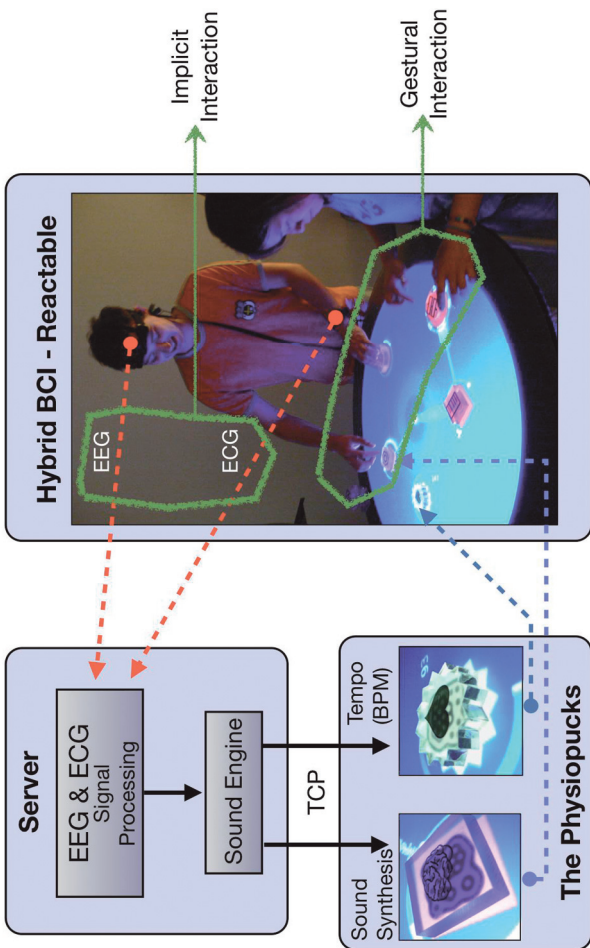 Server
EEG & ECG
Signal
Processing
Sound Engine
TCP
Sound
Synthesis
Tempo
(BPM)
The Physiopucks
Hybrid BCI - Reactable
EEG
ECG
Implicit
Interaction
Gestural
Interaction